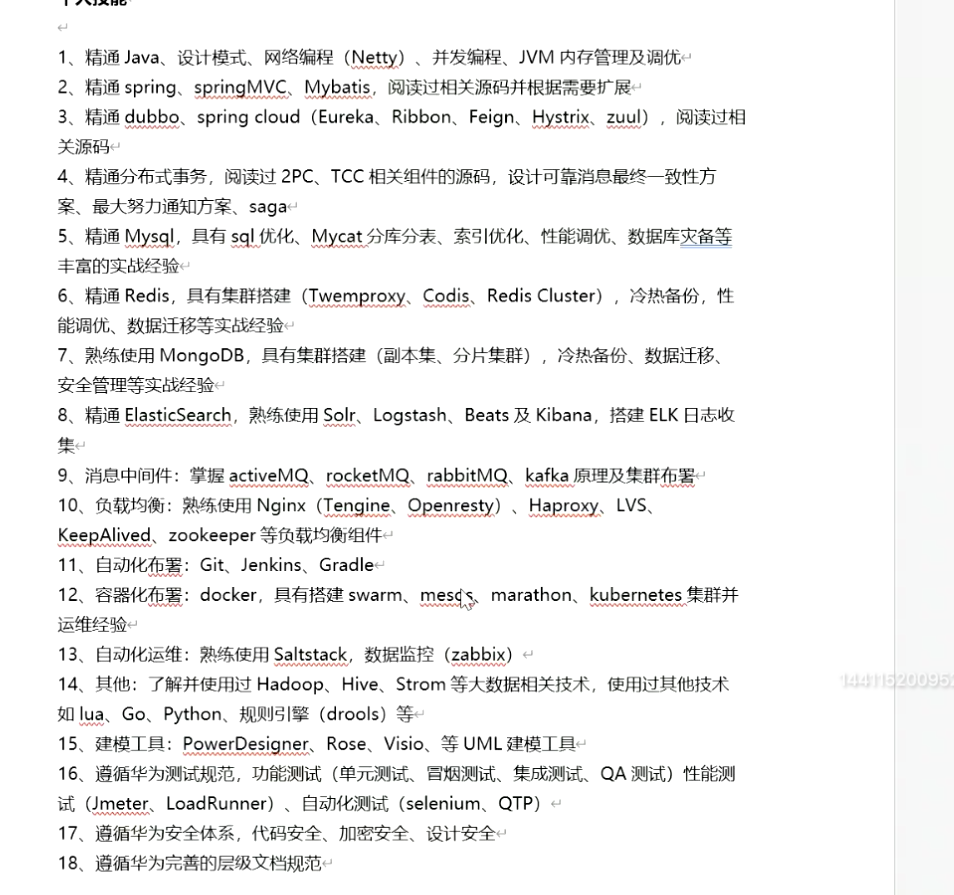 个人技能
1、精通 Java、设计模式、网络编程（Netty）、并发编程、JVM 内存管理及调优
2、精通 spring、springMVC、Mybatis，阅读过相关源码并根据需要扩展
3、精通 dubbo、spring cloud（Eureka、Ribbon、Feign、Hystrix、zuul），阅读过相
关源码
4、精通分布式事务，阅读过 2PC、TCC 相关组件的源码，设计可靠消息最终一致性方
案、最大努力通知方案、saga
5、精通 Mysql，具有 sql 优化、Mycat 分库分表、索引优化、性能调优、数据库灾备等
丰富的实战经验
6、精通 Redis，具有集群搭建（Twemproxy、Codis、Redis Cluster），冷热备份，性
能调优、数据迁移等实战经验
7、熟练使用 MongoDB，具有集群搭建（副本集、分片集群），冷热备份、数据迁移、
安全管理等实战经验
8、精通 ElasticSearch，熟练使用 Solr、Logstash、Beats 及 Kibana，搭建 ELK 日志收
集
9、消息中间件：掌握 activeMQ、rocketMQ、rabbitMQ、kafka 原理及集群布署
10、负载均衡：熟练使用 Nginx（Tengine、Openresty）、Haproxy、LVS、
KeepAlived、zookeeper 等负载均衡组件
11、自动化布署：Git、Jenkins、Gradle
12、容器化布署：docker，具有搭建 swarm、mesos、marathon、kubernetes 集群并
运维经验
13、自动化运维：熟练使用 Saltstack，数据监控（zabbix）
14、其他：了解并使用过 Hadoop、Hive、Strom 等大数据相关技术，使用过其他技术
如 lua、Go、Python、规则引擎（drools）等
15、建模工具：PowerDesigner、Rose、Visio、等 UML 建模工具
16、遵循华为测试规范，功能测试（单元测试、冒烟测试、集成测试、QA 测试）性能测
试（Jmeter、LoadRunner）、自动化测试（selenium、QTP）
17、遵循华为安全体系，代码安全、加密安全、设计安全
18、遵循华为完善的层级文档规范